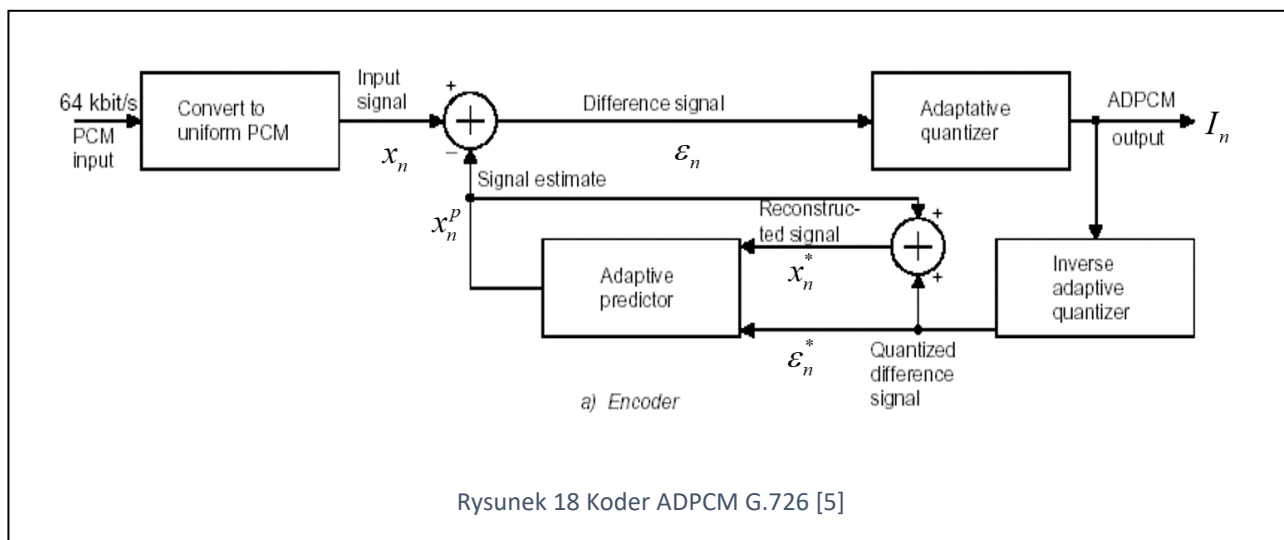 64 kbit/s
PCM
input
Convert to
uniform PCM
Input
signal
x_n
+
+
−
Difference signal
ε_n
Adaptative
quantizer
ADPCM
output
I_n
Signal estimate
x_n^p
Reconstruc-
ted signal
x_n^*
+
+
+
Adaptive
predictor
Inverse
adaptive
quantizer
ε_n^*
Quantized
difference
signal
a) Encoder
Rysunek 18 Koder ADPCM G.726 [5]